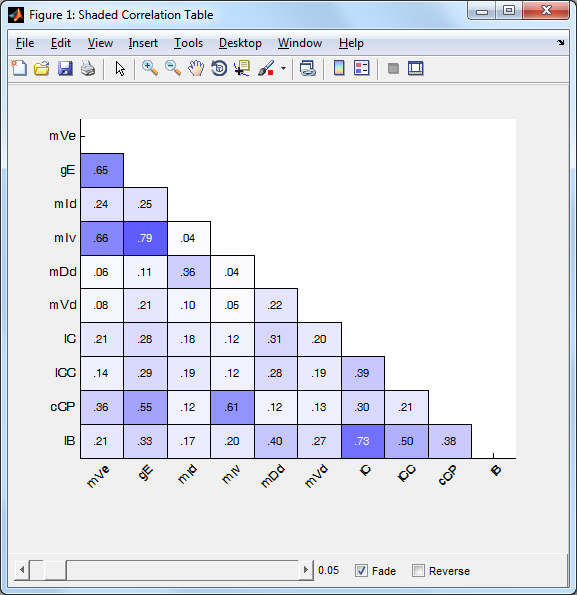 Figure 1: Shaded Correlation Table
File Edit View Insert Tools Desktop Window Help
mVe
gE .65
mId .24 .25
mIv .66 .79 .04
mDd .06 .11 .36 .04
mVd .08 .21 .10 .05 .22
IC .21 .28 .18 .12 .31 .20
ICC .14 .29 .19 .12 .28 .19 .39
cCP .36 .55 .12 .61 .12 .13 .30 .21
IB .21 .33 .17 .20 .40 .27 .73 .50 .38
mVe gE mId mIv mDd mVd IC ICC cCP IB
0.05 Fade Reverse